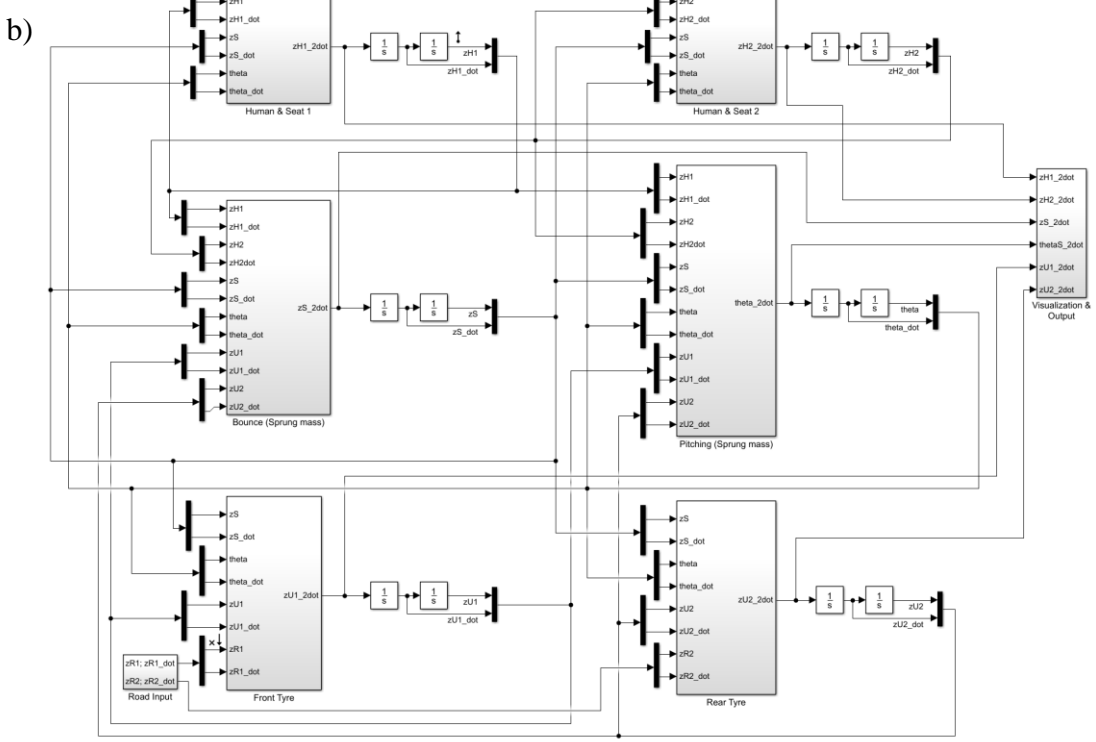 b)
zH1
zH1_dot
zS
zS_dot
theta
theta_dot
zH1_2dot
1
s
1
s
zH1
zH1_dot
Human & Seat 1
zH2
zH2_dot
zS
zS_dot
theta
theta_dot
zH2_2dot
1
s
1
s
zH2
zH2_dot
Human & Seat 2
zH1
zH1_dot
zH2
zH2dot
zS
zS_dot
theta
theta_dot
zU1
zU1_dot
zU2
zU2_dot
zS_2dot
1
s
1
s
zS
zS_dot
Bounce (Sprung mass)
zH1
zH1_dot
zH2
zH2dot
zS
zS_dot
theta
theta_dot
zU1
zU1_dot
zU2
zU2_dot
theta_2dot
1
s
1
s
theta
theta_dot
Pitching (Sprung mass)
zH1_2dot
zH2_2dot
zS_2dot
thetaS_2dot
zU1_2dot
zU2_2dot
Visualization &
Output
zS
zS_dot
theta
theta_dot
zU1
zU1_dot
zR1
zR1_dot
zU1_2dot
1
s
1
s
zU1
zU1_dot
Front Tyre
zR1; zR1_dot
zR2; zR2_dot
Road Input
zS
zS_dot
theta
theta_dot
zU2
zU2_dot
zR2
zR2_dot
zU2_2dot
1
s
1
s
zU2
zU2_dot
Rear Tyre